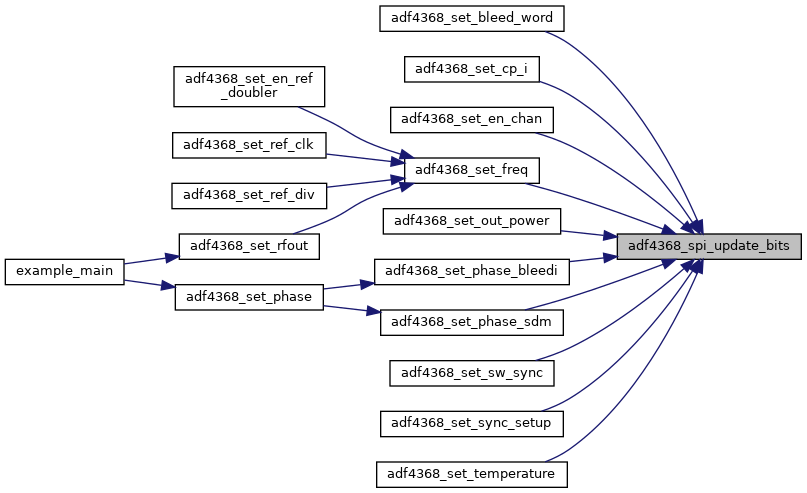 adf4368_set_bleed_word
adf4368_set_cp_i
adf4368_set_en_ref
_doubler
adf4368_set_en_chan
adf4368_set_ref_clk
adf4368_set_freq
adf4368_set_ref_div
adf4368_set_out_power
adf4368_set_rfout
adf4368_spi_update_bits
example_main
adf4368_set_phase_bleedi
adf4368_set_phase
adf4368_set_phase_sdm
adf4368_set_sw_sync
adf4368_set_sync_setup
adf4368_set_temperature